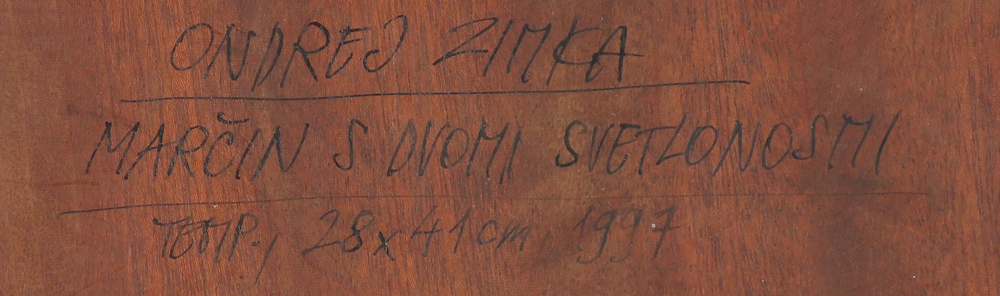 ONDREJ ZIMKA
MARČIN S DVOMI SVETLONOSMI
TEMP., 28x41cm, 1997